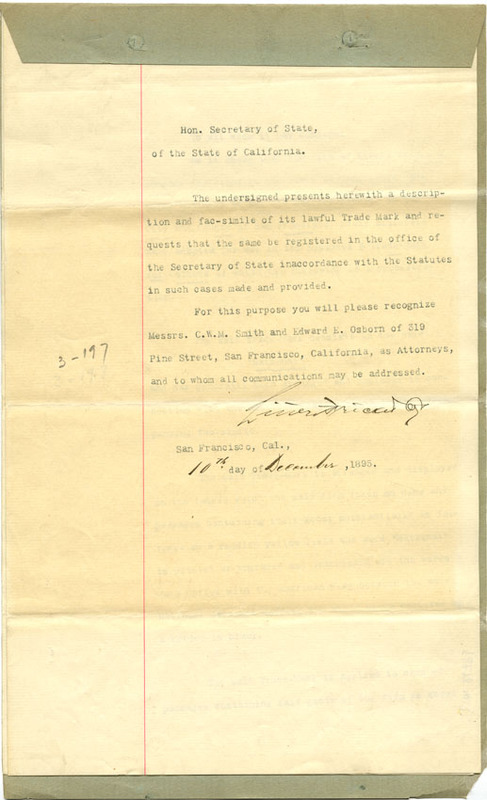 Hon. Secretary of State,
of the State of California.
The undersigned presents herewith a descrip-
tion and fac-simile of its lawful Trade Mark and re-
quests that the same be registered in the office of
the Secretary of State inaccordance with the Statutes
in such cases made and provided.
For this purpose you will please recognize
Messrs. C.W.M. Smith and Edward E. Osborn of 319
Pine Street, San Francisco, California, as Attorneys,
3-197
and to whom all communications may be addressed.
San Francisco, Cal.,
10th day of December, 1895.